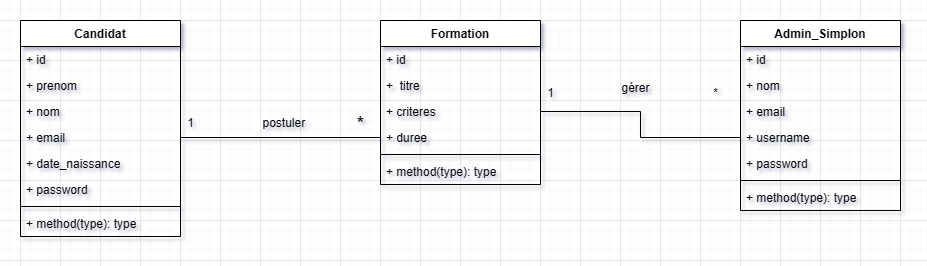 Candidat
+ id
+ prenom
+ nom
+ email
+ date_naissance
+ password
+ method(type): type
1
postuler
*
Formation
+ id
+ titre
+ criteres
+ duree
+ method(type): type
1
gérer
*
Admin_Simplon
+ id
+ nom
+ email
+ username
+ password
+ method(type): type